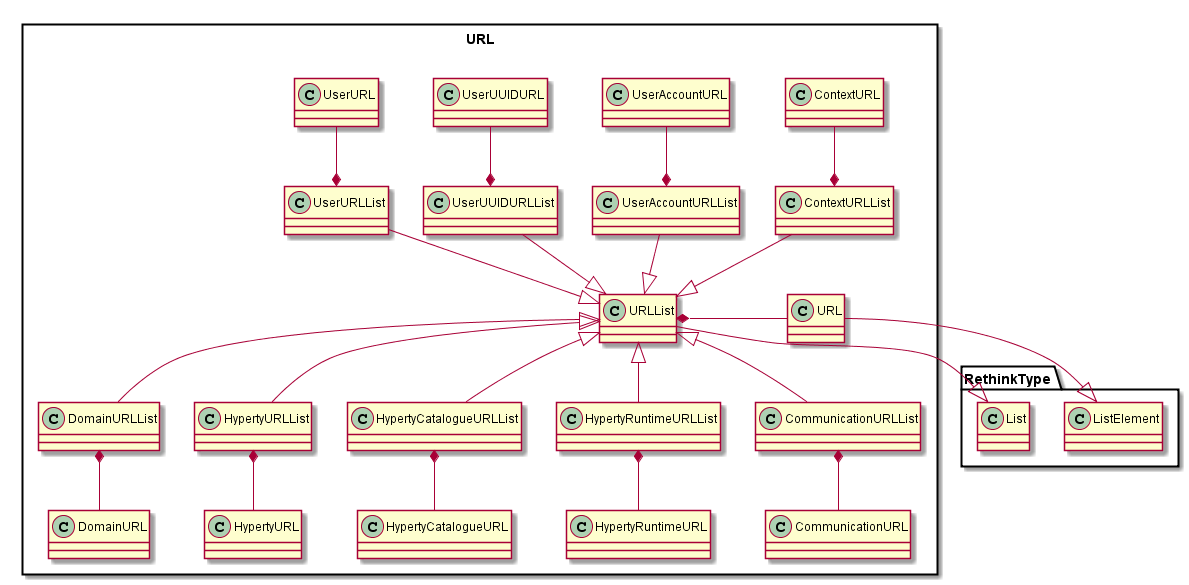 URL
C UserURL
C UserUUIDURL
C UserAccountURL
C ContextURL
C UserURLList
C UserUUIDURLList
C UserAccountURLList
C ContextURLList
C URLList
C URL
RethinkType
C DomainURLList
C HypertyURLList
C HypertyCatalogueURLList
C HypertyRuntimeURLList
C CommunicationURLList
C List
C ListElement
C DomainURL
C HypertyURL
C HypertyCatalogueURL
C HypertyRuntimeURL
C CommunicationURL